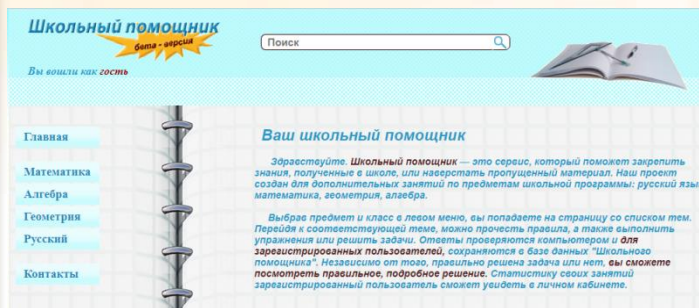 Школьный помощник
бета - версия
Поиск
Вы вошли как гость
Главная
Математика
Алгебра
Геометрия
Русский
Контакты
Ваш школьный помощник
Здравствуйте. Школьный помощник — это сервис, который поможет закрепить
знания, полученные в школе, или наверстать пропущенный материал. Наш проект
создан для дополнительных занятий по предметам школьной программы: русский язы
математика, геометрия, алгебра.
Выбрав предмет и класс в левом меню, вы попадаете на страницу со списком тем.
Перейдя к соответствующей теме, можно прочесть правила, а также выполнить
упражнения или решить задачи. Ответы проверяются компьютером и для
зарегистрированных пользователей, сохраняются в базе данных "Школьного
помощника". Независимо от того, правильно решена задача или нет, вы сможете
посмотреть правильное, подробное решение. Статистику своих занятий
зарегистрированный пользователь сможет увидеть в личном кабинете.